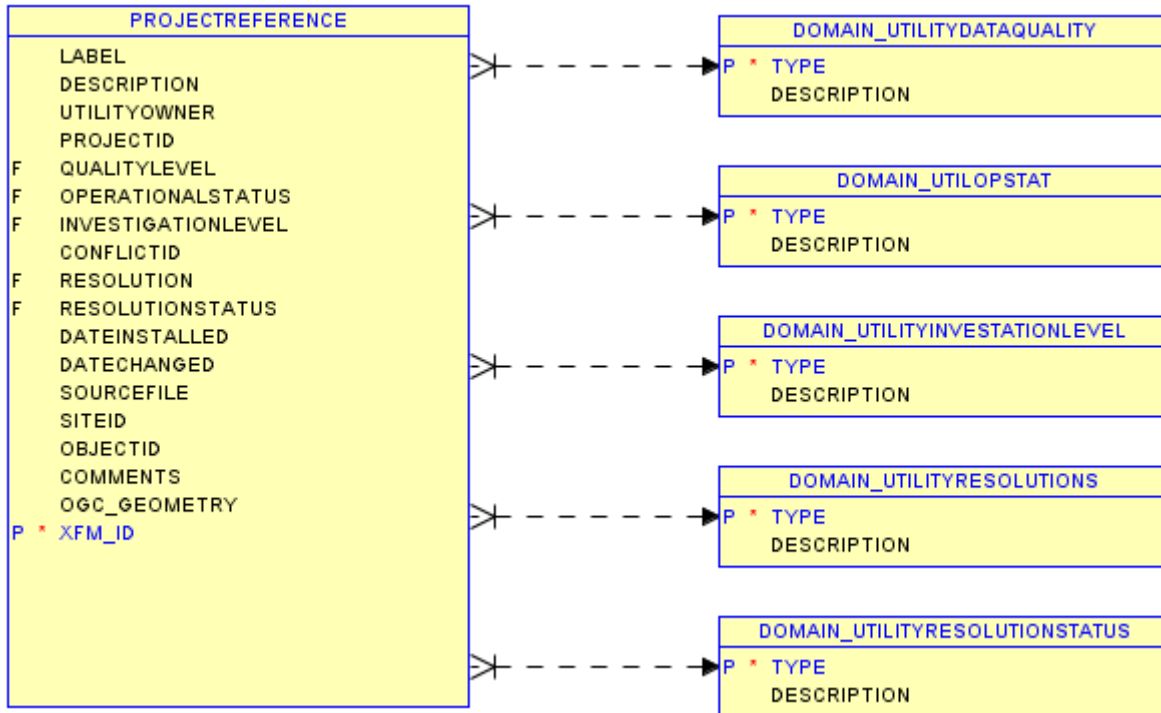 PROJECTREFERENCE
LABEL
DESCRIPTION
UTILITYOWNER
PROJECTID
F QUALITYLEVEL
F OPERATIONALSTATUS
F INVESTIGATIONLEVEL
CONFLICTID
F RESOLUTION
F RESOLUTIONSTATUS
DATEINSTALLED
DATECHANGED
SOURCEFILE
SITEID
OBJECTID
COMMENTS
OGC_GEOMETRY
P * XFM_ID
DOMAIN_UTILITYDATAQUALITY
P * TYPE
DESCRIPTION
DOMAIN_UTILOPSTAT
P * TYPE
DESCRIPTION
DOMAIN_UTILITYINVESTATIONLEVEL
P * TYPE
DESCRIPTION
DOMAIN_UTILITYRESOLUTIONS
P * TYPE
DESCRIPTION
DOMAIN_UTILITYRESOLUTIONSTATUS
P * TYPE
DESCRIPTION